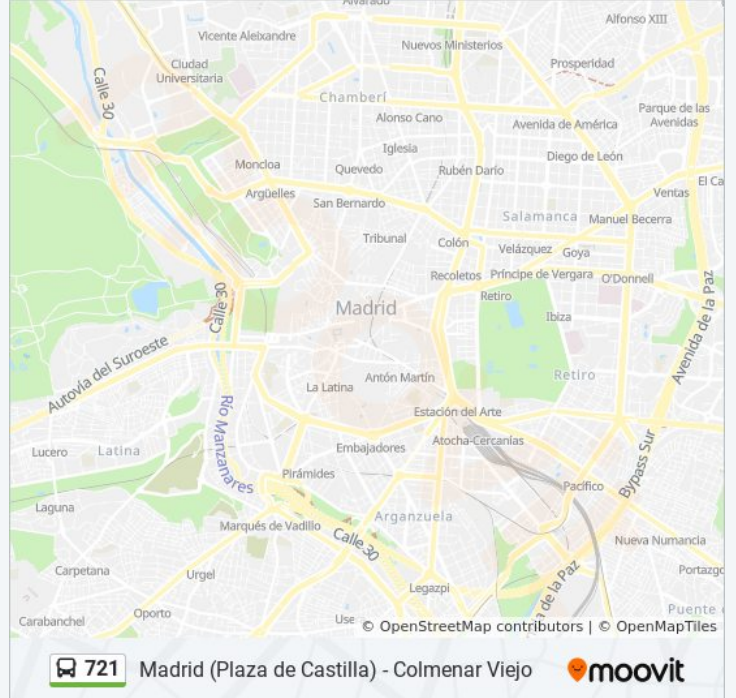 Alvarado
Alfonso XIII
Vicente Aleixandre
Nuevos Ministerios
Ciudad
Universitaria
Prosperidad
Calle 30
Chamberí
Parque de las
Avenidas
Alonso Cano
Avenida de América
Iglesia
Diego de León
Moncloa
Quevedo
Rubén Darío
El Ca
Argüelles
Ventas
San Bernardo
Salamanca
Manuel Becerra
Tribunal
Colón
Velázquez
Goya
Recoletos
Príncipe de Vergara
O'Donnell
Calle 30
Retiro
Madrid
Ibiza
Avenida de la Paz
Autovía del Suroeste
Antón Martín
Retiro
La Latina
Estación del Arte
Río Manzanares
Atocha-Cercanías
Embajadores
Lucero
Latina
Bypass Sur
Pirámides
Pacífico
Laguna
Arganzuela
Marqués de Vadillo
Calle 30
Nueva Numancia
Carpetana
Urgel
Portazgo
Legazpi
a de la Paz
Oporto
Puente
Carabanchel
Use
© OpenStreetMap contributors | © OpenMapTiles
721 Madrid (Plaza de Castilla) - Colmenar Viejo moovit